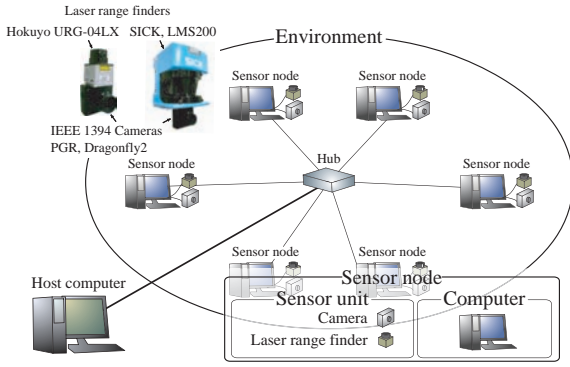 Laser range finders
Hokuyo URG-04LX
SICK, LMS200
SICK
IEEE 1394 Cameras
PGR, Dragonfly2
Environment
Sensor node
Sensor node
Sensor node
Hub
Sensor node
Sensor node
Sensor node
Host computer
Sensor node
Sensor unit
Camera
Laser range finder
Computer